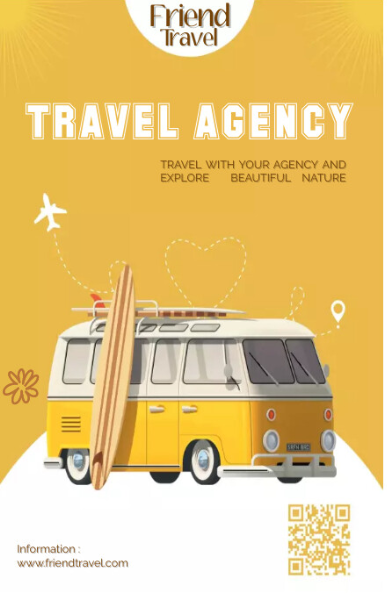 Friend
Travel
TRAVEL AGENCY
TRAVEL WITH YOUR AGENCY AND
EXPLORE BEAUTIFUL NATURE
Information :
www.friendtravel.com